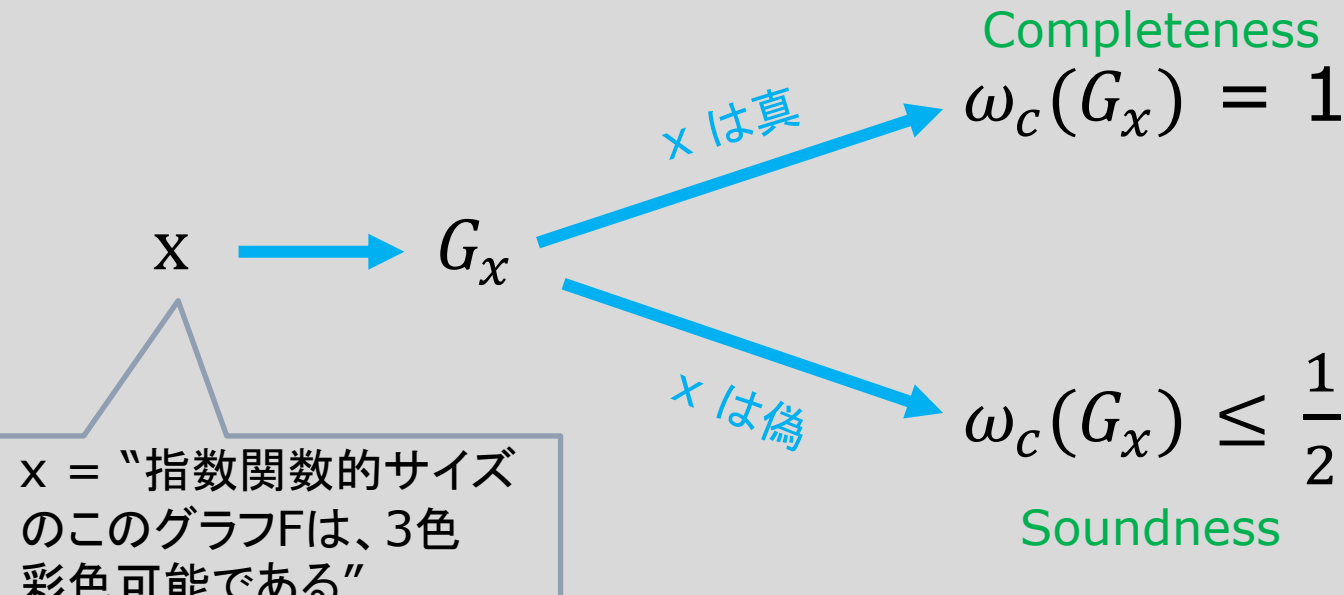 Completeness
ω_c(G_x) = 1
x は真
x
G_x
x は偽
ω_c(G_x) ≤ 1/2
Soundness
x = “指数関数的サイズ
のこのグラフFは、3色
彩色可能である”